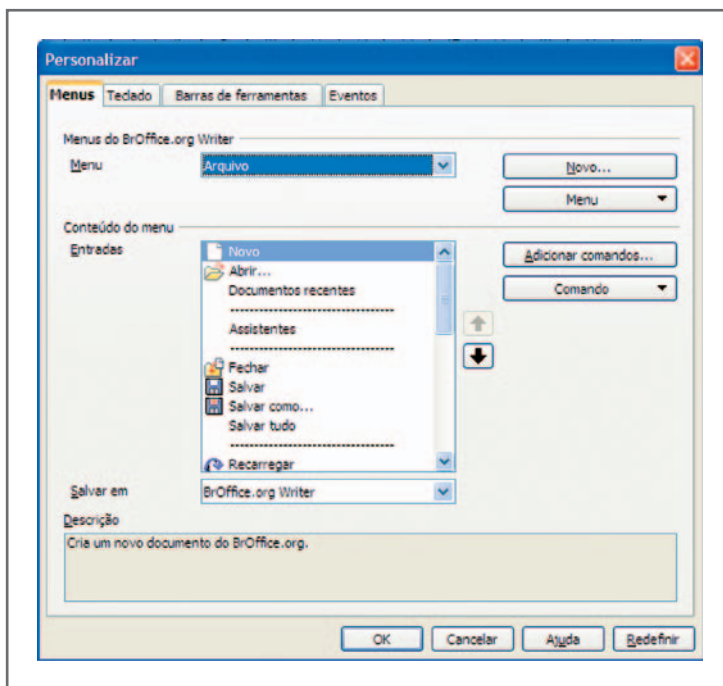 Personalizar
Menus Teclado Barras de ferramentas Eventos
Menus do BrOffice.org Writer
Menu Arquivo Novo...
Menu
Conteúdo do menu
Entradas Novo Adicionar comandos...
Abrir... Comando
Documentos recentes
Assistentes
Fechar
Salvar
Salvar como...
Salvar tudo
Recarregar
Salvar em BrOffice.org Writer
Descrição
Cria um novo documento do BrOffice.org.
OK Cancelar Ajuda Redefinir